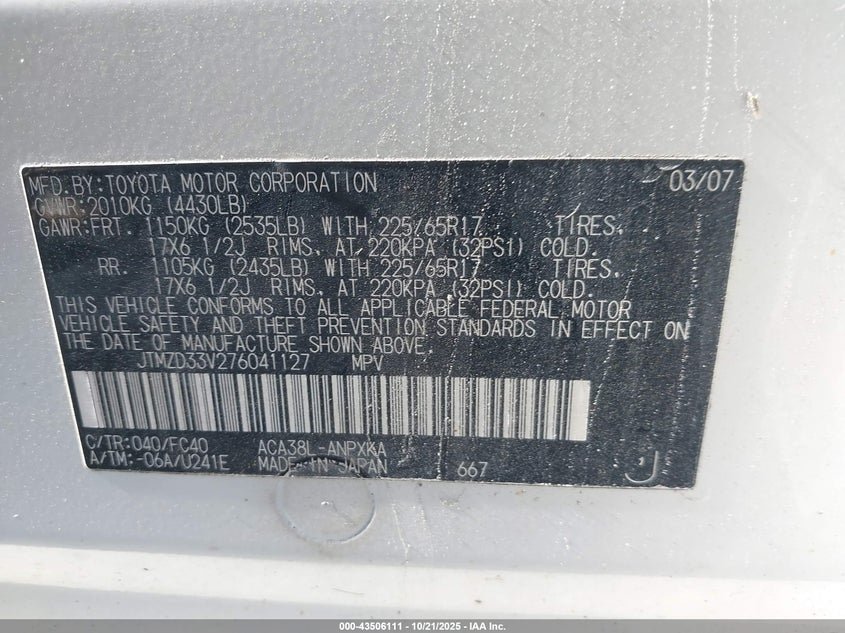 MFD.BY:TOYOTA MOTOR CORPORATION 03/07
GVWR:2010KG (4430LB)
GAWR:FRT. 1150KG (2535LB) WITH 225/65R17 TIRES,
17X6 1/2J RIMS, AT 220KPA (32PSI) COLD.
RR. 1105KG (2435LB) WITH 225/65R17 TIRES,
17X6 1/2J RIMS, AT 220KPA (32PSI) COLD.
THIS VEHICLE CONFORMS TO ALL APPLICABLE FEDERAL MOTOR
VEHICLE SAFETY AND THEFT PREVENTION STANDARDS IN EFFECT ON
THE DATE OF MANUFACTURE SHOWN ABOVE.
JTMZD33V276041127 MPV
C/TR:040/FC40 ACA38L-ANPXKA
A/TM:-06A/U241E MADE IN JAPAN 667 J
000-43506111 - 10/21/2025 - IAA Inc.